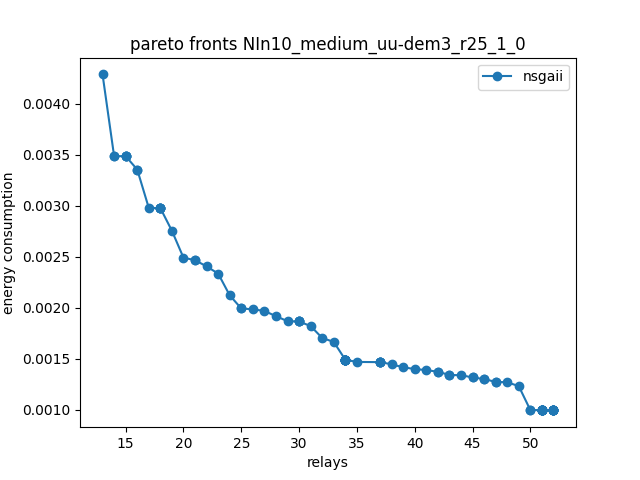 pareto fronts NIn10_medium_uu-dem3_r25_1_0
nsgaii
energy consumption
0.0040
0.0035
0.0030
0.0025
0.0020
0.0015
0.0010
15 20 25 30 35 40 45 50
relays